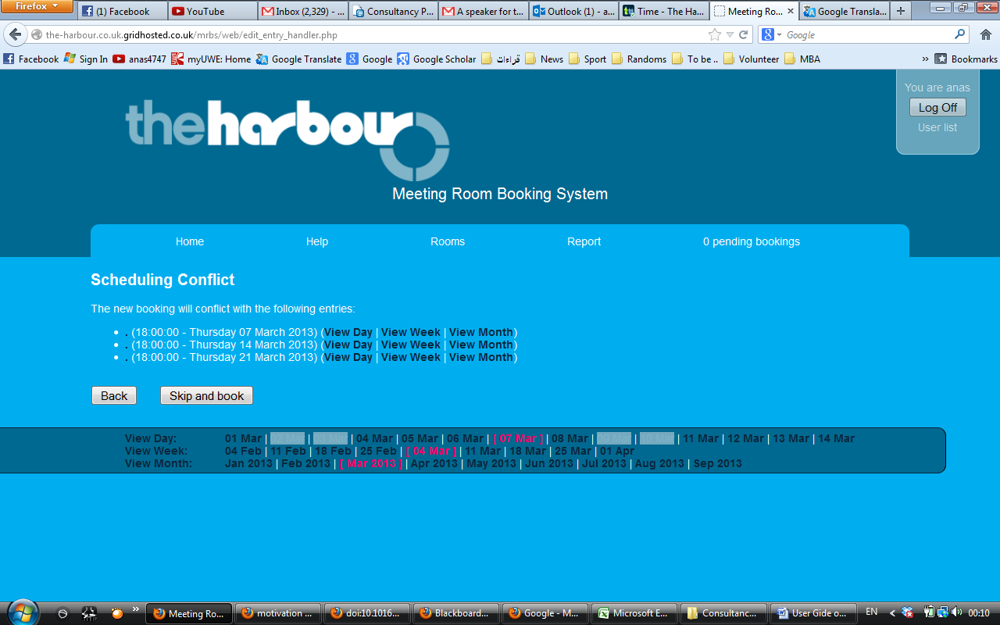 Firefox
(1) Facebook
YouTube
Inbox (2,329) - ...
Consultancy P...
A speaker for t...
Outlook (1) - a...
Time - The Ha...
Meeting Ro...
Google Transla...
the-harbour.co.uk.gridhosted.co.uk/mrbs/web/edit_entry_handler.php
Google
Facebook Sign In anas4747 myUWE: Home Google Translate Google Google Scholar قراءات News Sport Randoms To be .. Volunteer MBA » Bookmarks
You are anas
Log Off
User list
theharbour
Meeting Room Booking System
Home Help Rooms Report 0 pending bookings
Scheduling Conflict
The new booking will conflict with the following entries:
• . (18:00:00 - Thursday 07 March 2013) (View Day | View Week | View Month)
• . (18:00:00 - Thursday 14 March 2013) (View Day | View Week | View Month)
• . (18:00:00 - Thursday 21 March 2013) (View Day | View Week | View Month)
Back Skip and book
View Day: 01 Mar | 02 Mar | 03 Mar | 04 Mar | 05 Mar | 06 Mar | [ 07 Mar ] | 08 Mar | 09 Mar | 10 Mar | 11 Mar | 12 Mar | 13 Mar | 14 Mar
View Week: 04 Feb | 11 Feb | 18 Feb | 25 Feb | [ 04 Mar ] | 11 Mar | 18 Mar | 25 Mar | 01 Apr
View Month: Jan 2013 | Feb 2013 | [ Mar 2013 ] | Apr 2013 | May 2013 | Jun 2013 | Jul 2013 | Aug 2013 | Sep 2013
» Meeting Ro... motivation ... doi:10.1016... Blackboard... Google - M... Microsoft E... Consultanc... User Gide o... EN 00:10